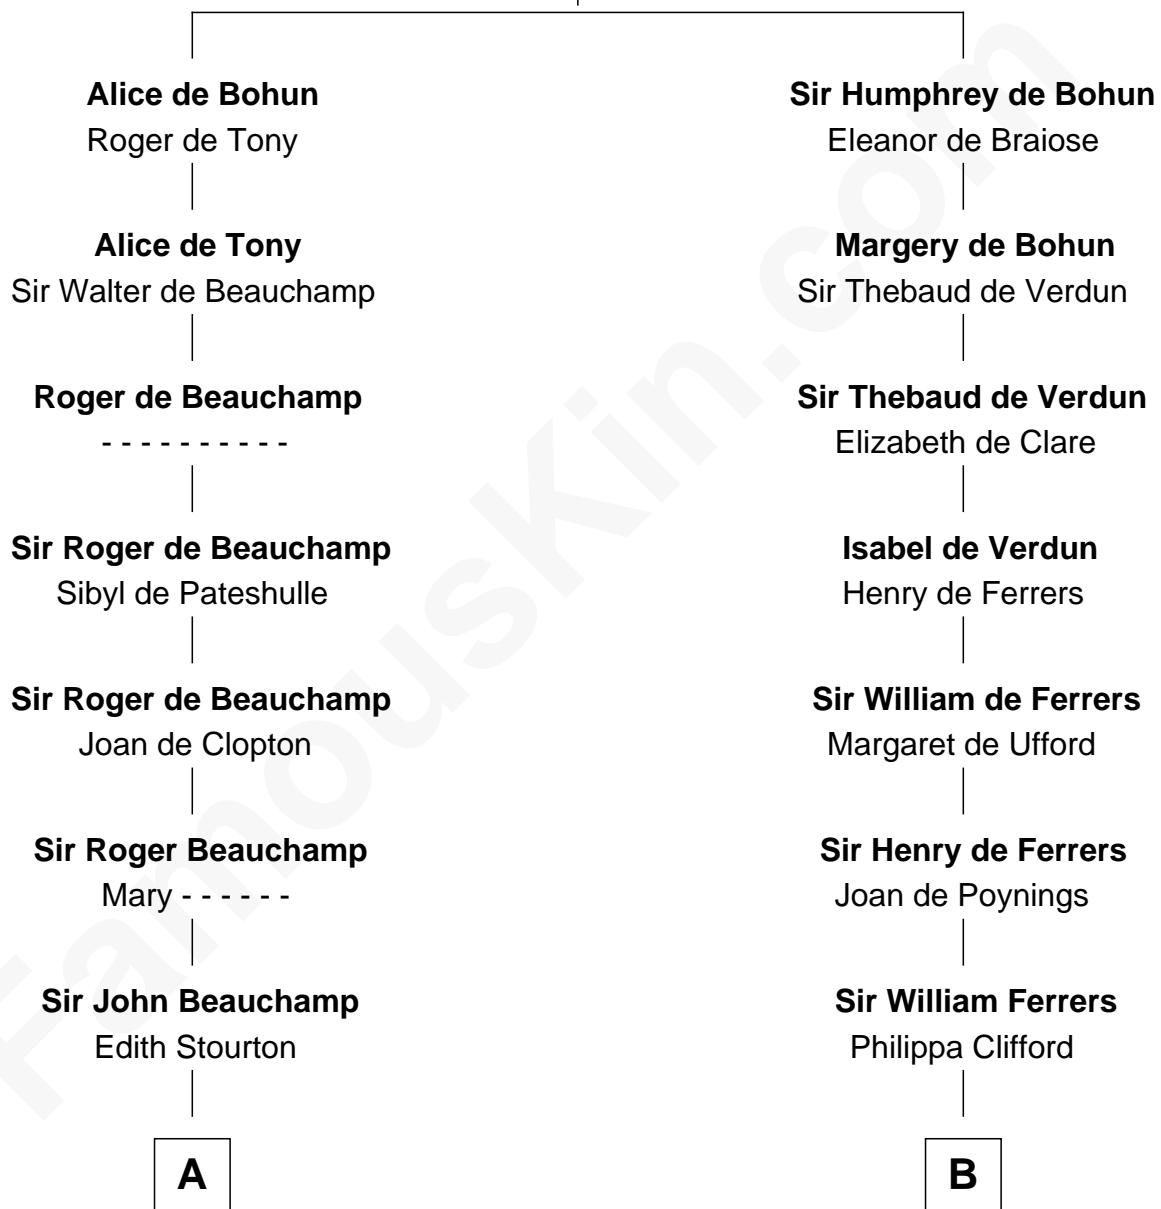 Alice de Bohun
Roger de Tony
Alice de Tony
Sir Walter de Beauchamp
Roger de Beauchamp
- - - - - - - - - -
Sir Roger de Beauchamp
Sibyl de Pateshulle
Sir Roger de Beauchamp
Joan de Clopton
Sir Roger Beauchamp
Mary - - - - - -
Sir John Beauchamp
Edith Stourton
A
Sir Humphrey de Bohun
Eleanor de Braiose
Margery de Bohun
Sir Thebaud de Verdun
Sir Thebaud de Verdun
Elizabeth de Clare
Isabel de Verdun
Henry de Ferrers
Sir William de Ferrers
Margaret de Ufford
Sir Henry de Ferrers
Joan de Poynings
Sir William Ferrers
Philippa Clifford
B
FamousKin.com